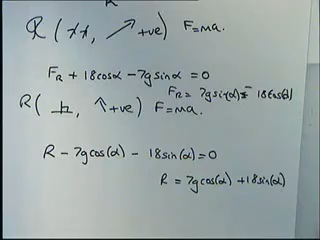 R ( //, ↗ +ve) F=ma.
F_R + 18cosα - 7g sinα = 0
F_R = 7g sin(α) - 18cos(α)
R ( ⊥, ↑ +ve) F=ma.
R - 7g cos(α) - 18 sin(α) = 0
R = 7g cos(α) + 18 sin(α)